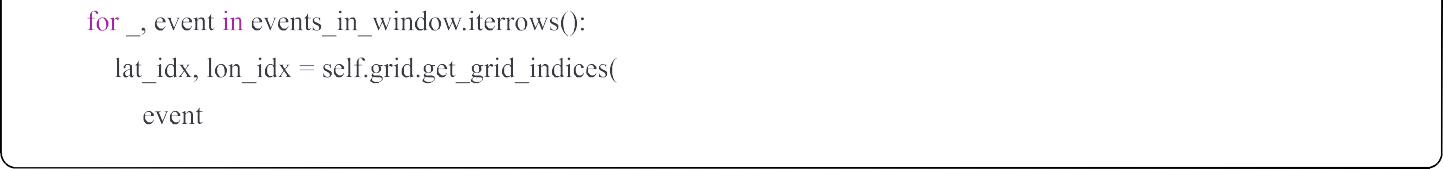 for _, event in events_in_window.iterrows():
lat_idx, lon_idx = self.grid.get_grid_indices(
event